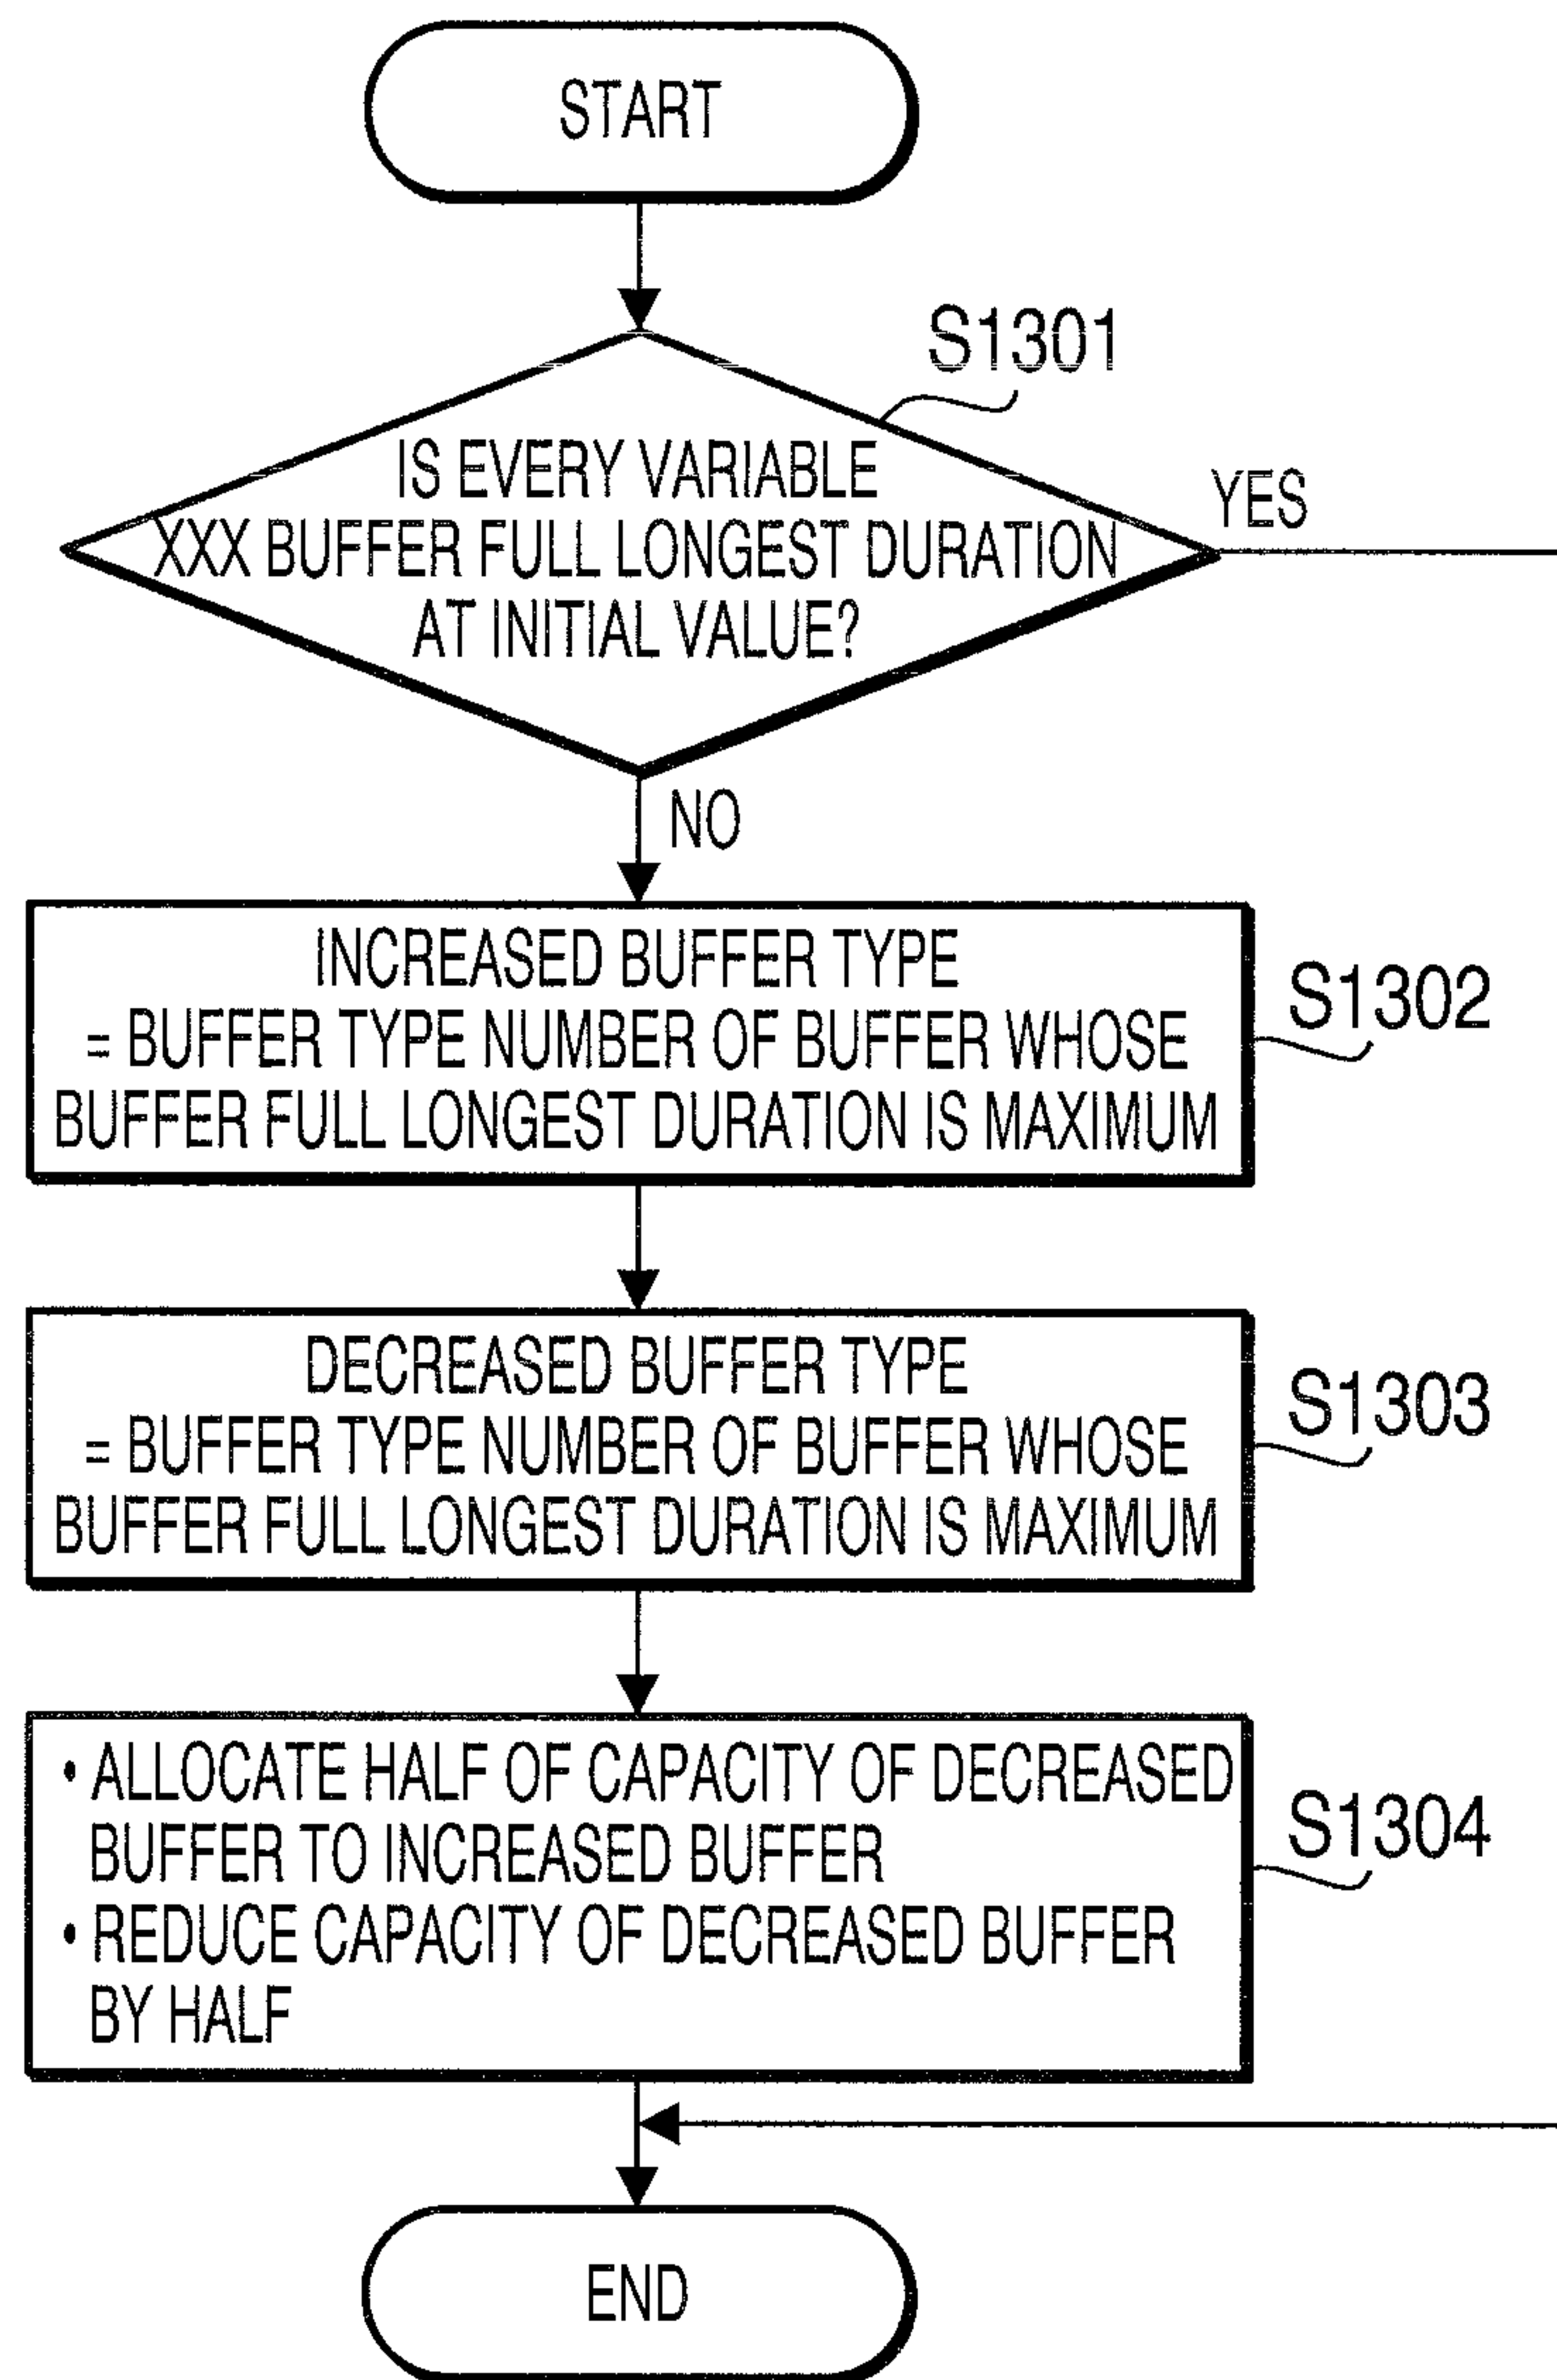 START
S1301
IS EVERY VARIABLE
XXX BUFFER FULL LONGEST DURATION
AT INITIAL VALUE?
YES
NO
INCREASED BUFFER TYPE
= BUFFER TYPE NUMBER OF BUFFER WHOSE
BUFFER FULL LONGEST DURATION IS MAXIMUM
S1302
DECREASED BUFFER TYPE
= BUFFER TYPE NUMBER OF BUFFER WHOSE
BUFFER FULL LONGEST DURATION IS MAXIMUM
S1303
• ALLOCATE HALF OF CAPACITY OF DECREASED
BUFFER TO INCREASED BUFFER
• REDUCE CAPACITY OF DECREASED BUFFER
BY HALF
S1304
END